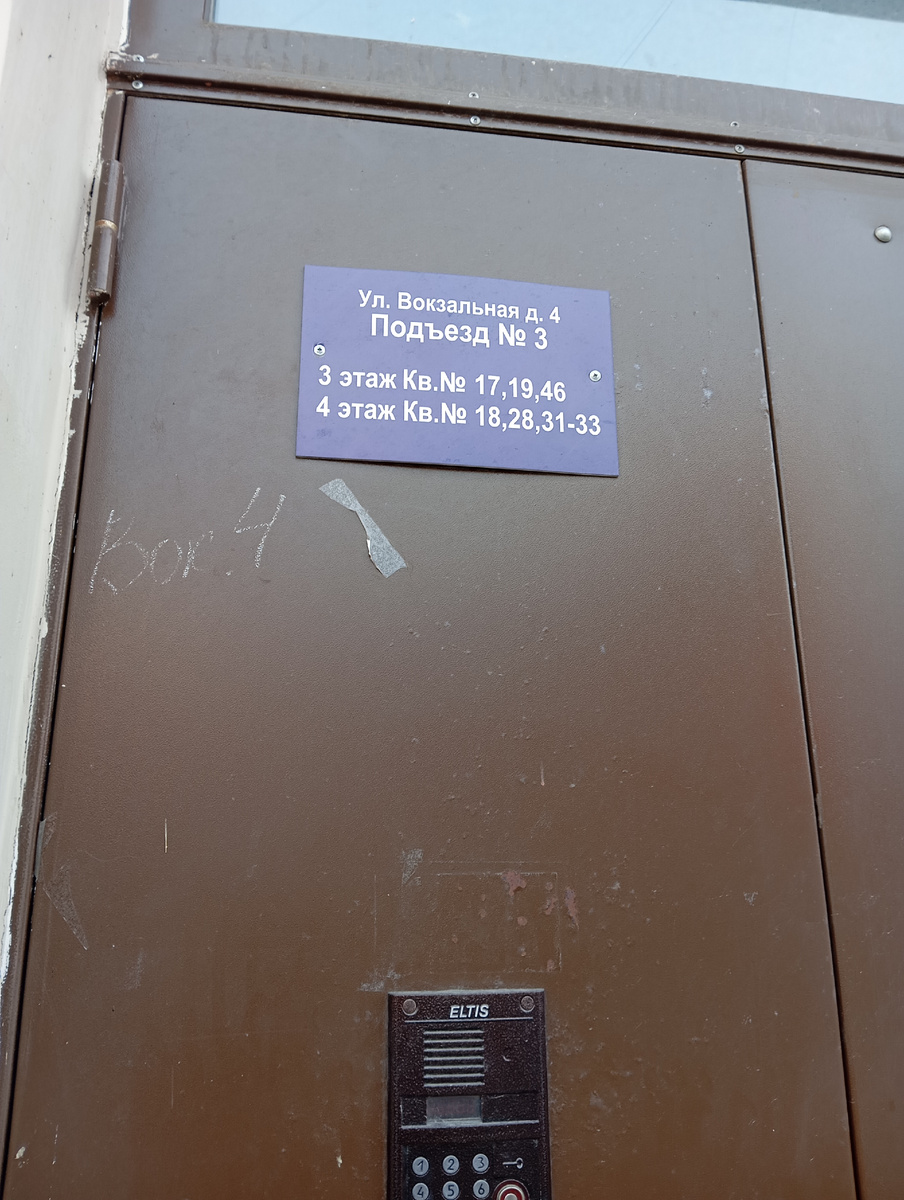 Ул. Вокзальная д. 4
Подъезд № 3
3 этаж Кв.№ 17,19,46
4 этаж Кв.№ 18,28,31-33
Вок. 4
ELTIS
1 2 3
4 5 6